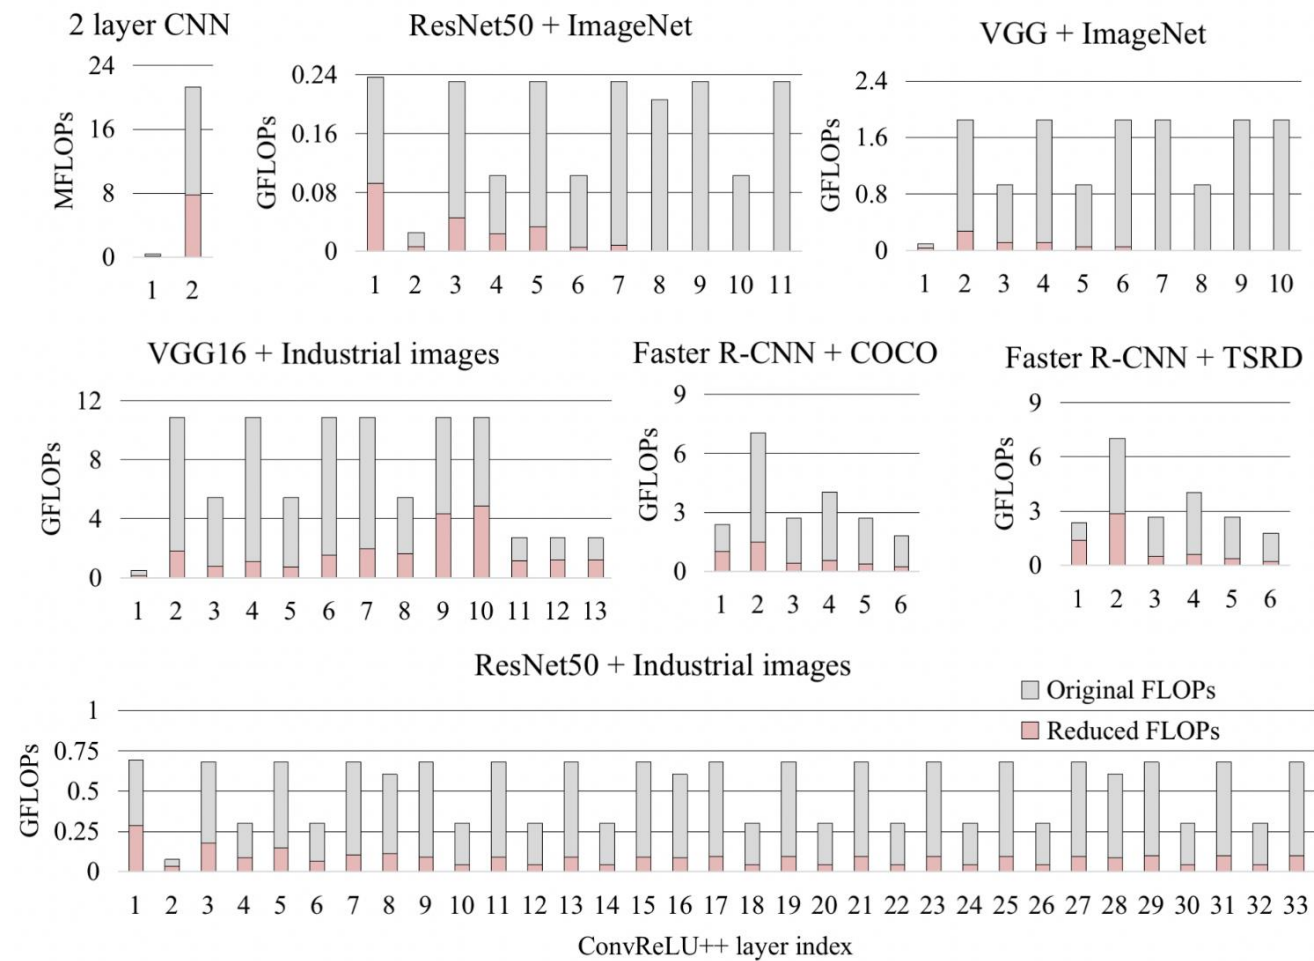 2 layer CNN
24
16
8
0
MFLOPs
1 2
ResNet50 + ImageNet
0.24
0.16
0.08
0
GFLOPs
1 2 3 4 5 6 7 8 9 10 11
VGG + ImageNet
2.4
1.6
0.8
0
GFLOPs
1 2 3 4 5 6 7 8 9 10
VGG16 + Industrial images
12
8
4
0
GFLOPs
1 2 3 4 5 6 7 8 9 10 11 12 13
Faster R-CNN + COCO
9
6
3
0
GFLOPs
1 2 3 4 5 6
Faster R-CNN + TSRD
9
6
3
0
GFLOPs
1 2 3 4 5 6
ResNet50 + Industrial images
Original FLOPs
Reduced FLOPs
1
0.75
0.5
0.25
0
GFLOPs
1 2 3 4 5 6 7 8 9 10 11 12 13 14 15 16 17 18 19 20 21 22 23 24 25 26 27 28 29 30 31 32 33
ConvReLU++ layer index